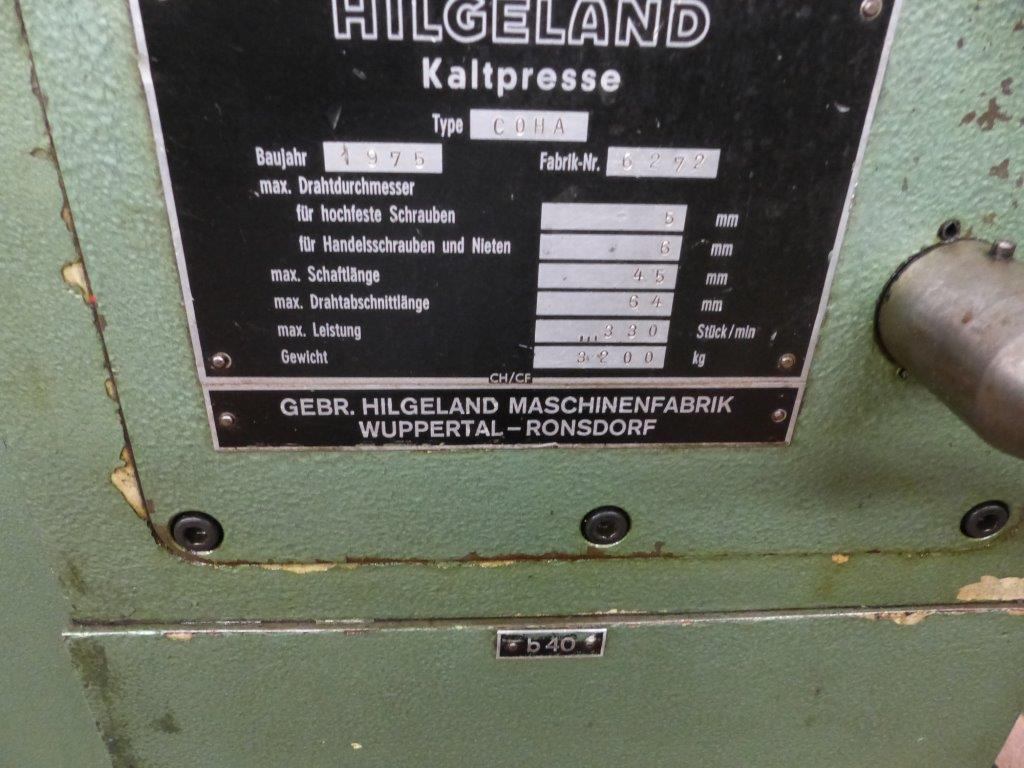 HILGELAND
Kaltpresse
Type COHA
Baujahr 1975 Fabrik-Nr. 6272
max. Drahtdurchmesser
für hochfeste Schrauben 5 mm
für Handelsschrauben und Nieten 6 mm
max. Schaftlänge 45 mm
max. Drahtabschnittlänge 64 mm
max. Leistung 330 Stück/min
Gewicht 3200 kg
CH/CF
GEBR. HILGELAND MASCHINENFABRIK
WUPPERTAL-RONSDORF
b 40